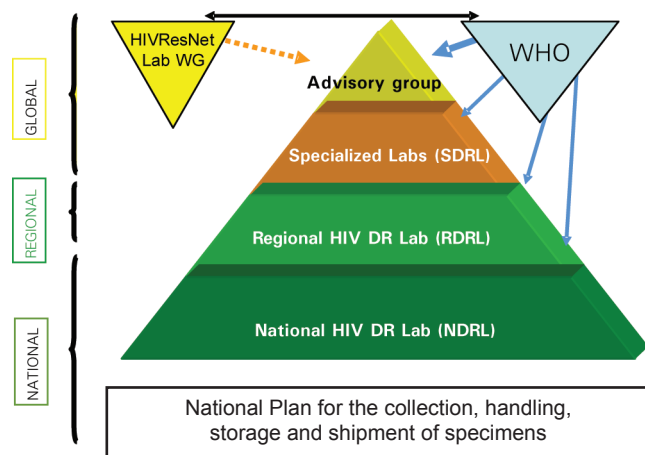 HIVResNet
Lab WG
WHO
Advisory group
Specialized Labs (SDRL)
Regional HIV DR Lab (RDRL)
National HIV DR Lab (NDRL)
GLOBAL
REGIONAL
NATIONAL
National Plan for the collection, handling,
storage and shipment of specimens